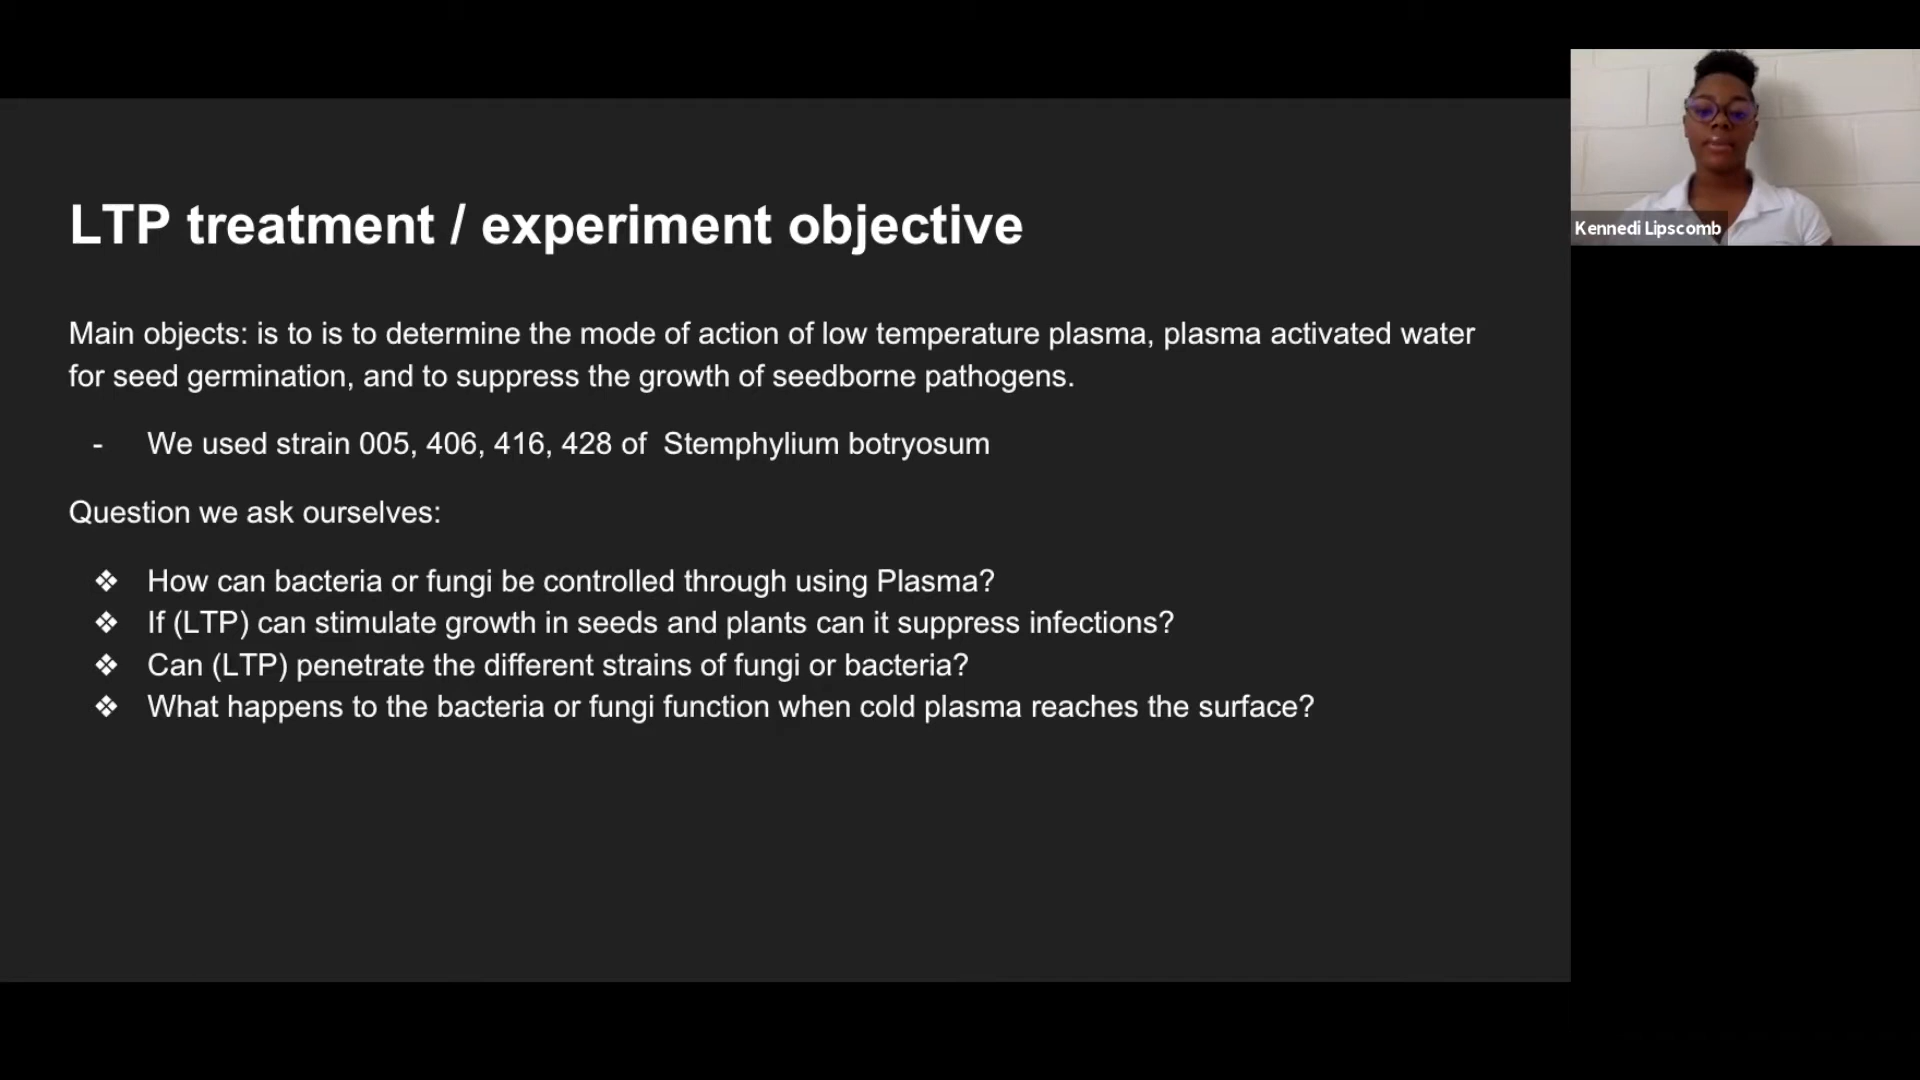 LTP treatment / experiment objective
Kennedi Lipscomb
Main objects: is to is to determine the mode of action of low temperature plasma, plasma activated water
for seed germination, and to suppress the growth of seedborne pathogens.
- We used strain 005, 406, 416, 428 of Stemphylium botryosum
Question we ask ourselves:
❖ How can bacteria or fungi be controlled through using Plasma?
❖ If (LTP) can stimulate growth in seeds and plants can it suppress infections?
❖ Can (LTP) penetrate the different strains of fungi or bacteria?
❖ What happens to the bacteria or fungi function when cold plasma reaches the surface?